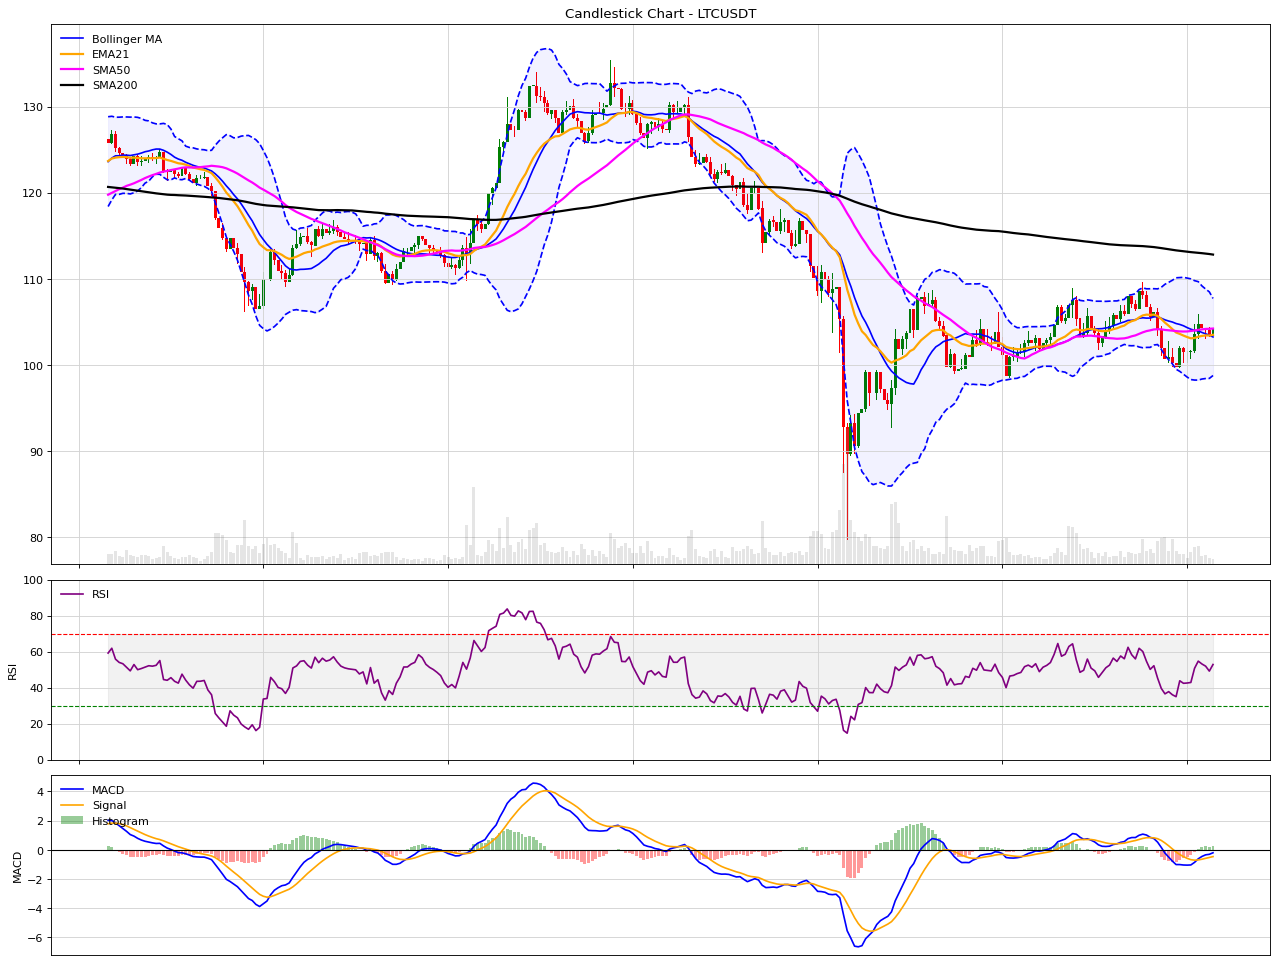 Candlestick Chart - LTCUSDT
Bollinger MA
EMA21
SMA50
SMA200
130
120
110
100
90
80
RSI
100
80
60
40
20
0
RSI
MACD
Signal
Histogram
4
2
0
−2
−4
−6
MACD